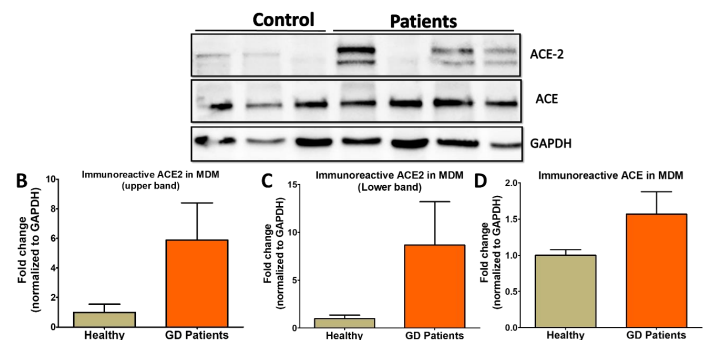 Control Patients
ACE-2
ACE
GAPDH
B
Immunoreactive ACE2 in MDM
(upper band)
Fold change
(normalized to GAPDH)
10
8
6
4
2
0
Healthy GD Patients
C
Immunoreactive ACE2 in MDM
(Lower band)
Fold change
(normalized to GAPDH)
15
10
5
0
Healthy GD Patients
D
Immunoreactive ACE in MDM
Fold change
(normalized to GAPDH)
2.0
1.5
1.0
0.5
0.0
Healthy GD Patients